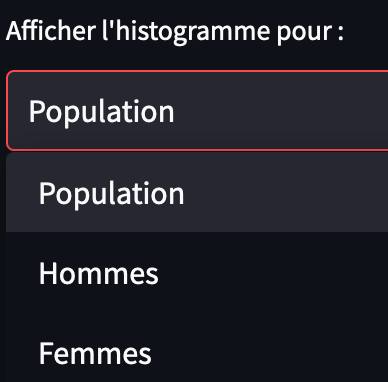 Afficher l'histogramme pour :
Population
Population
Hommes
Femmes